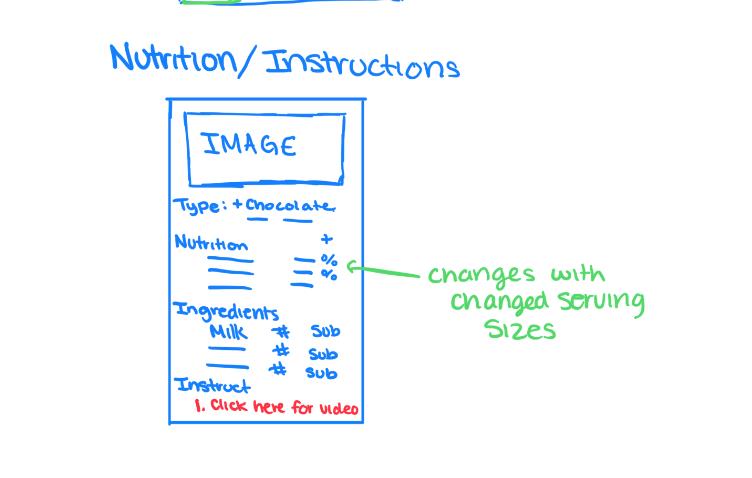 Nutrition/Instructions
IMAGE
Type: + Chocolate
Nutrition +
%
%
changes with
changed serving
sizes
Ingredients
Milk # Sub
# Sub
# Sub
Instruct
1. Click here for video